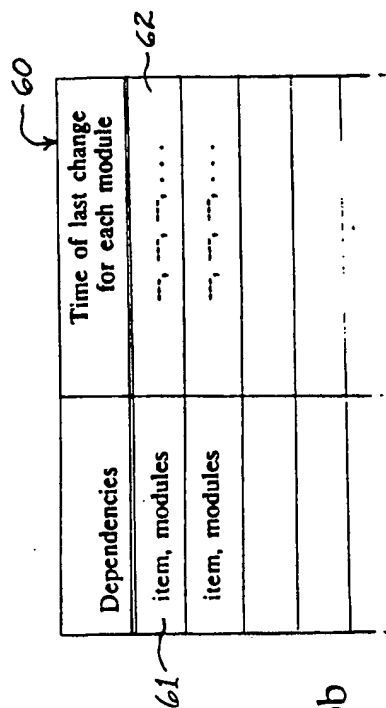 60
Dependencies
Time of last change
for each module
61
item, modules
---, ---, ---, . . .
62
item, modules
---, ---, ---, . . .
b